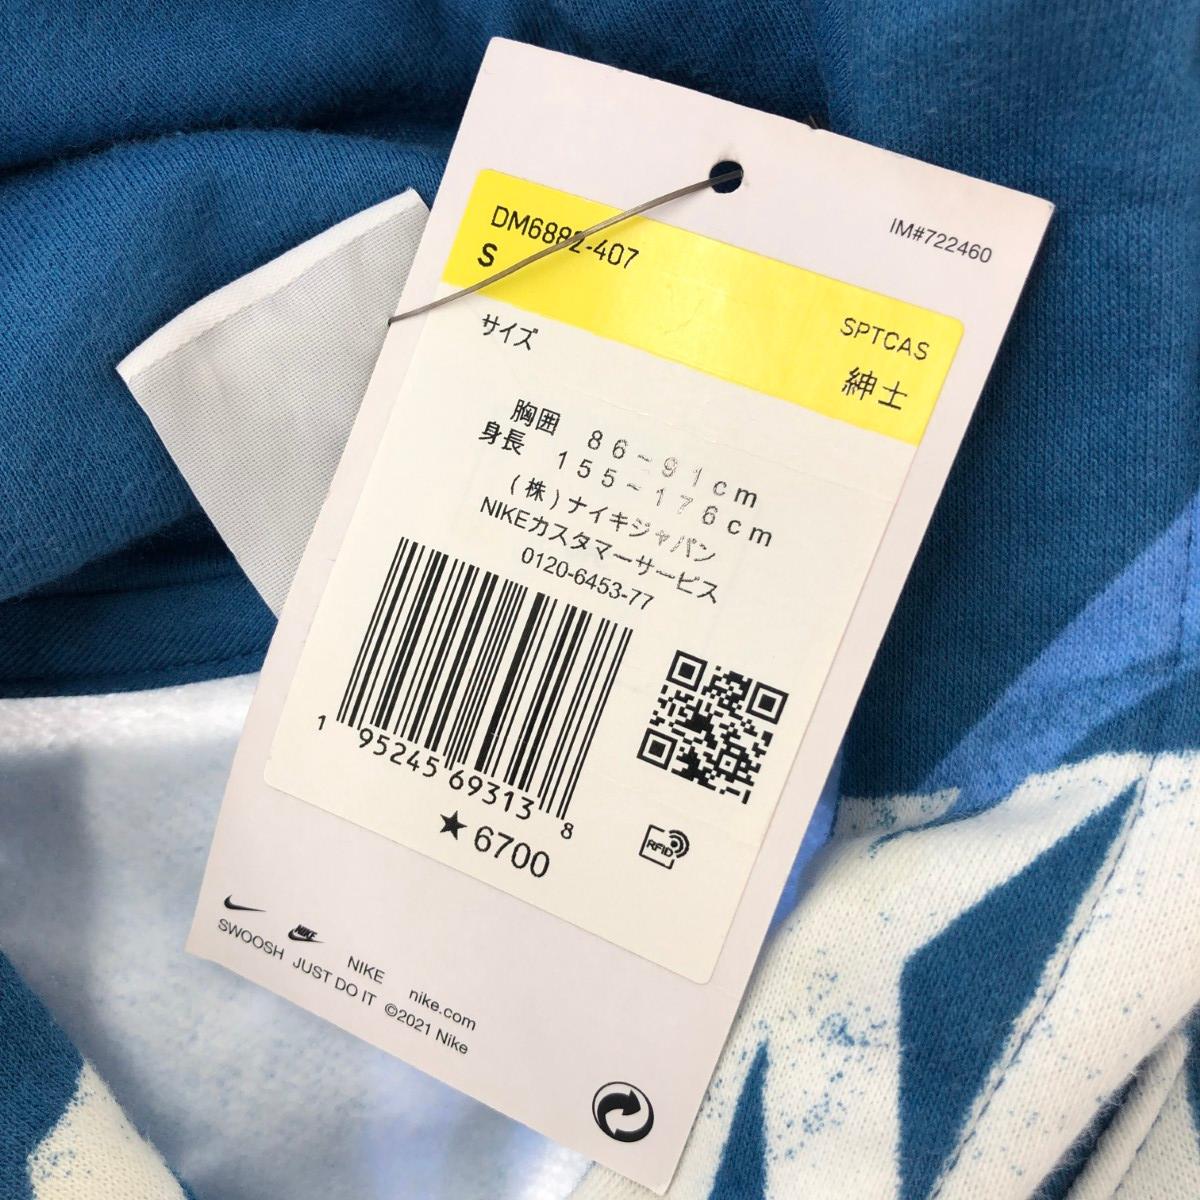 IM#722460
DM6882-407
S
SPTCAS
紳士
サイズ
胸囲 86~91cm
身長 155~176cm
(株)ナイキジャパン
NIKEカスタマーサービス
0120-6453-77
1 95245 69313 8
★6700
RFID
NIKE
NIKE nike.com
SWOOSH JUST DO IT ©2021 Nike